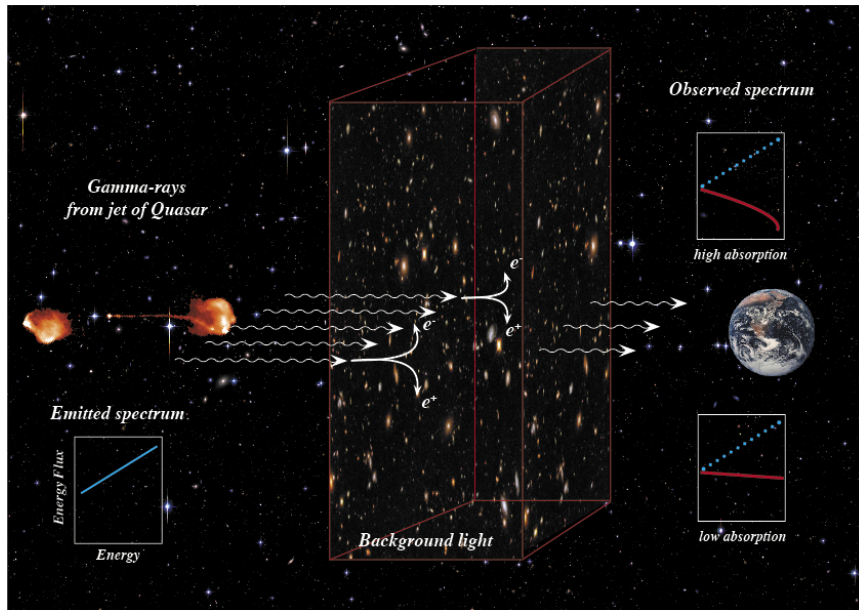 Observed spectrum
Gamma-rays
from jet of Quasar
high absorption
e-
e+
e-
e+
Emitted spectrum
Energy Flux
Energy
Background light
low absorption